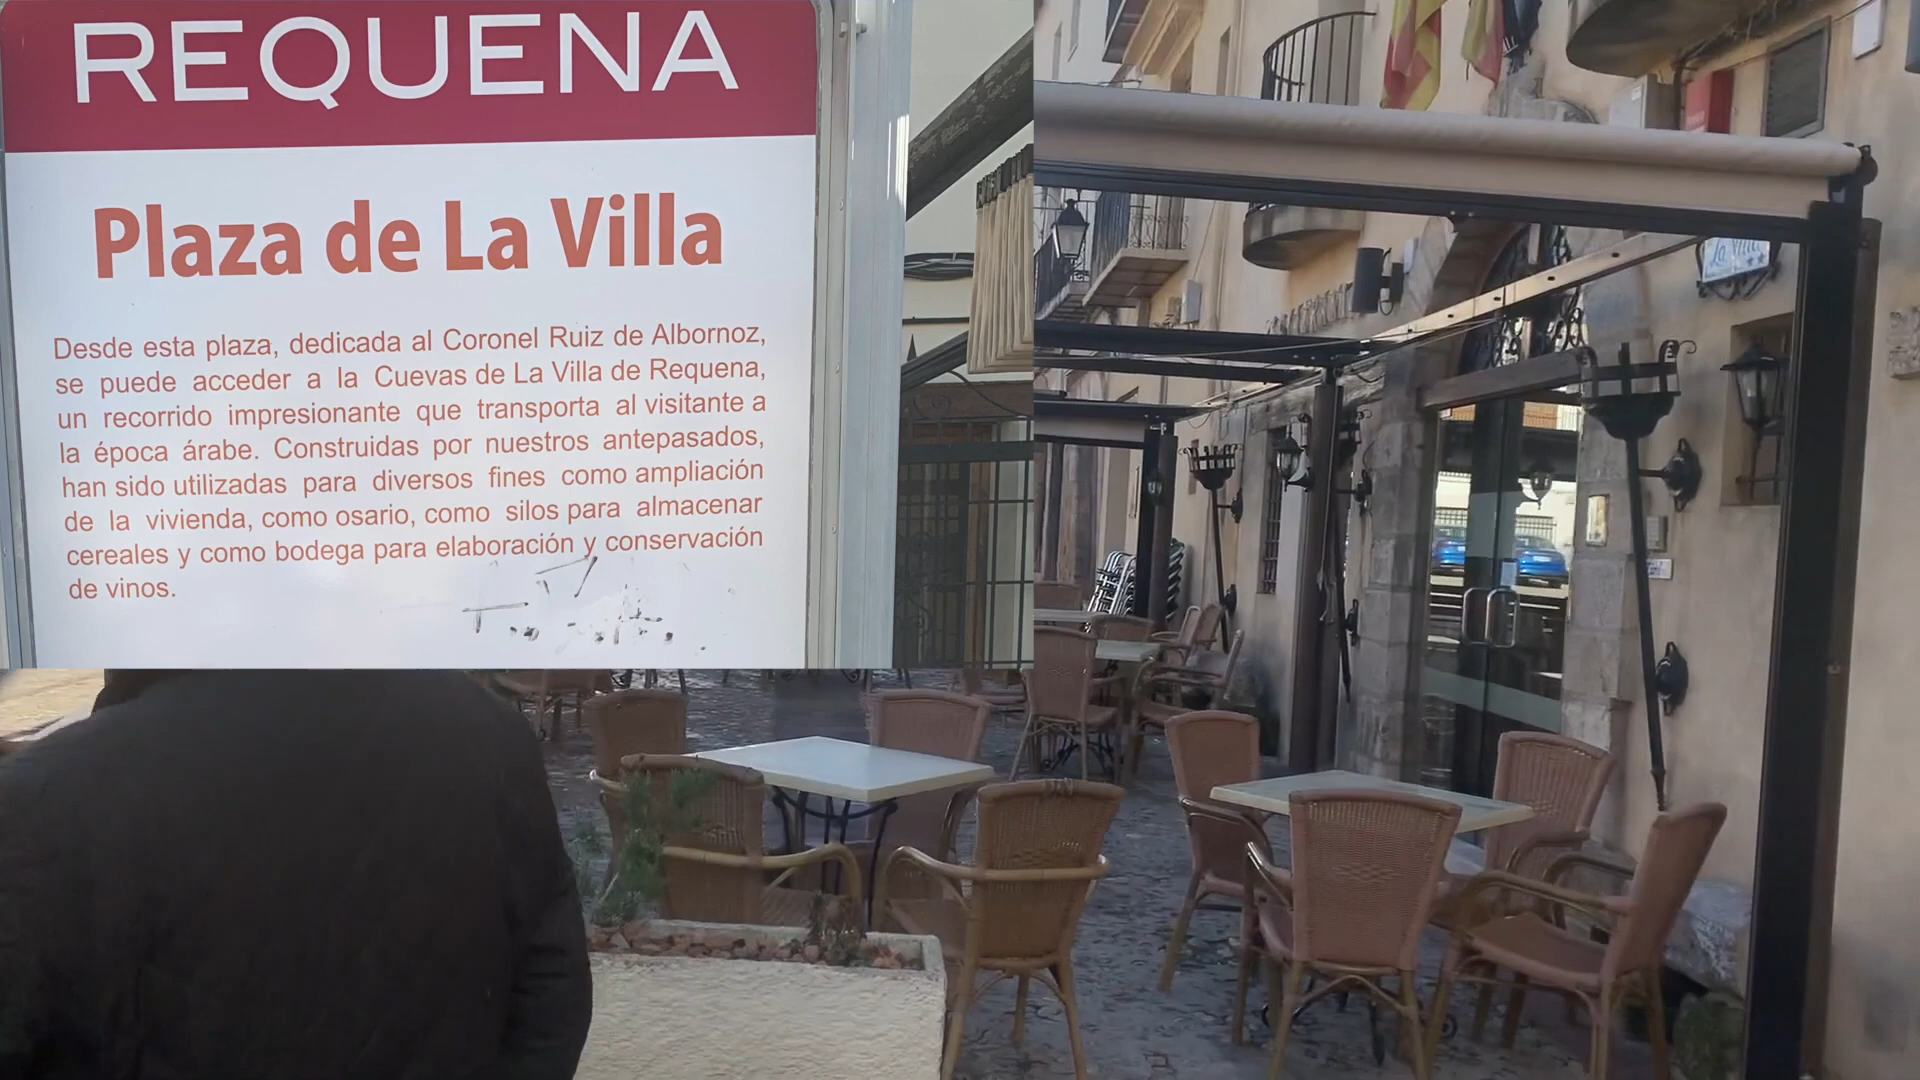 REQUENA
Plaza de La Villa
Desde esta plaza, dedicada al Coronel Ruiz de Albornoz,
se puede acceder a la Cuevas de La Villa de Requena,
un recorrido impresionante que transporta al visitante a
la época árabe. Construidas por nuestros antepasados,
han sido utilizadas para diversos fines como ampliación
de la vivienda, como osario, como silos para almacenar
cereales y como bodega para elaboración y conservación
de vinos.
La Villa